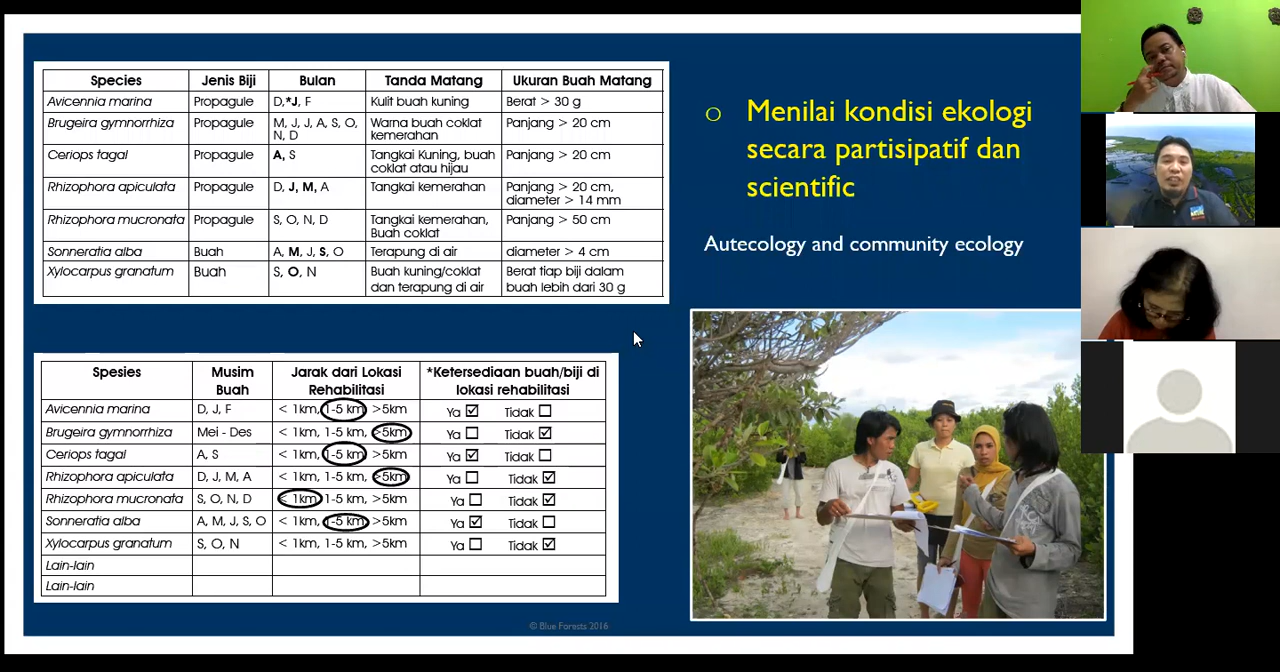 Species Jenis Biji Bulan Tanda Matang Ukuran Buah Matang
Avicennia marina Propagule D,*J, F Kulit buah kuning Berat > 30 g
Brugeira gymnorrhiza Propagule M, J, J, A, S, O, Warna buah coklat Panjang > 20 cm
N, D kemerahan
Ceriops tagal Propagule A, S Tangkai Kuning, buah Panjang > 20 cm
coklat atau hijau
Rhizophora apiculata Propagule D, J, M, A Tangkai kemerahan Panjang > 20 cm,
diameter > 14 mm
Rhizophora mucronata Propagule S, O, N, D Tangkai kemerahan, Panjang > 50 cm
Buah coklat
Sonneratia alba Buah A, M, J, S, O Terapung di air diameter > 4 cm
Xylocarpus granatum Buah S, O, N Buah kuning/coklat Berat tiap biji dalam
dan terapung di air buah lebih dari 30 g
Menilai kondisi ekologi
secara partisipatif dan
scientific
Autecology and community ecology
Spesies Musim Jarak dari Lokasi *Ketersediaan buah/biji di
Buah Rehabilitasi lokasi rehabilitasi
Avicennia marina D, J, F < 1km, 1-5 km, >5km Ya ☑ Tidak ☐
Brugeira gymnorrhiza Mei - Des < 1km, 1-5 km, >5km Ya ☐ Tidak ☑
Ceriops tagal A, S < 1km, 1-5 km, >5km Ya ☑ Tidak ☐
Rhizophora apiculata D, J, M, A < 1km, 1-5 km, >5km Ya ☐ Tidak ☑
Rhizophora mucronata S, O, N, D < 1km, 1-5 km, >5km Ya ☐ Tidak ☑
Sonneratia alba A, M, J, S, O < 1km, 1-5 km, >5km Ya ☑ Tidak ☐
Xylocarpus granatum S, O, N < 1km, 1-5 km, >5km Ya ☐ Tidak ☑
Lain-lain
Lain-lain
© Blue Forests 2016